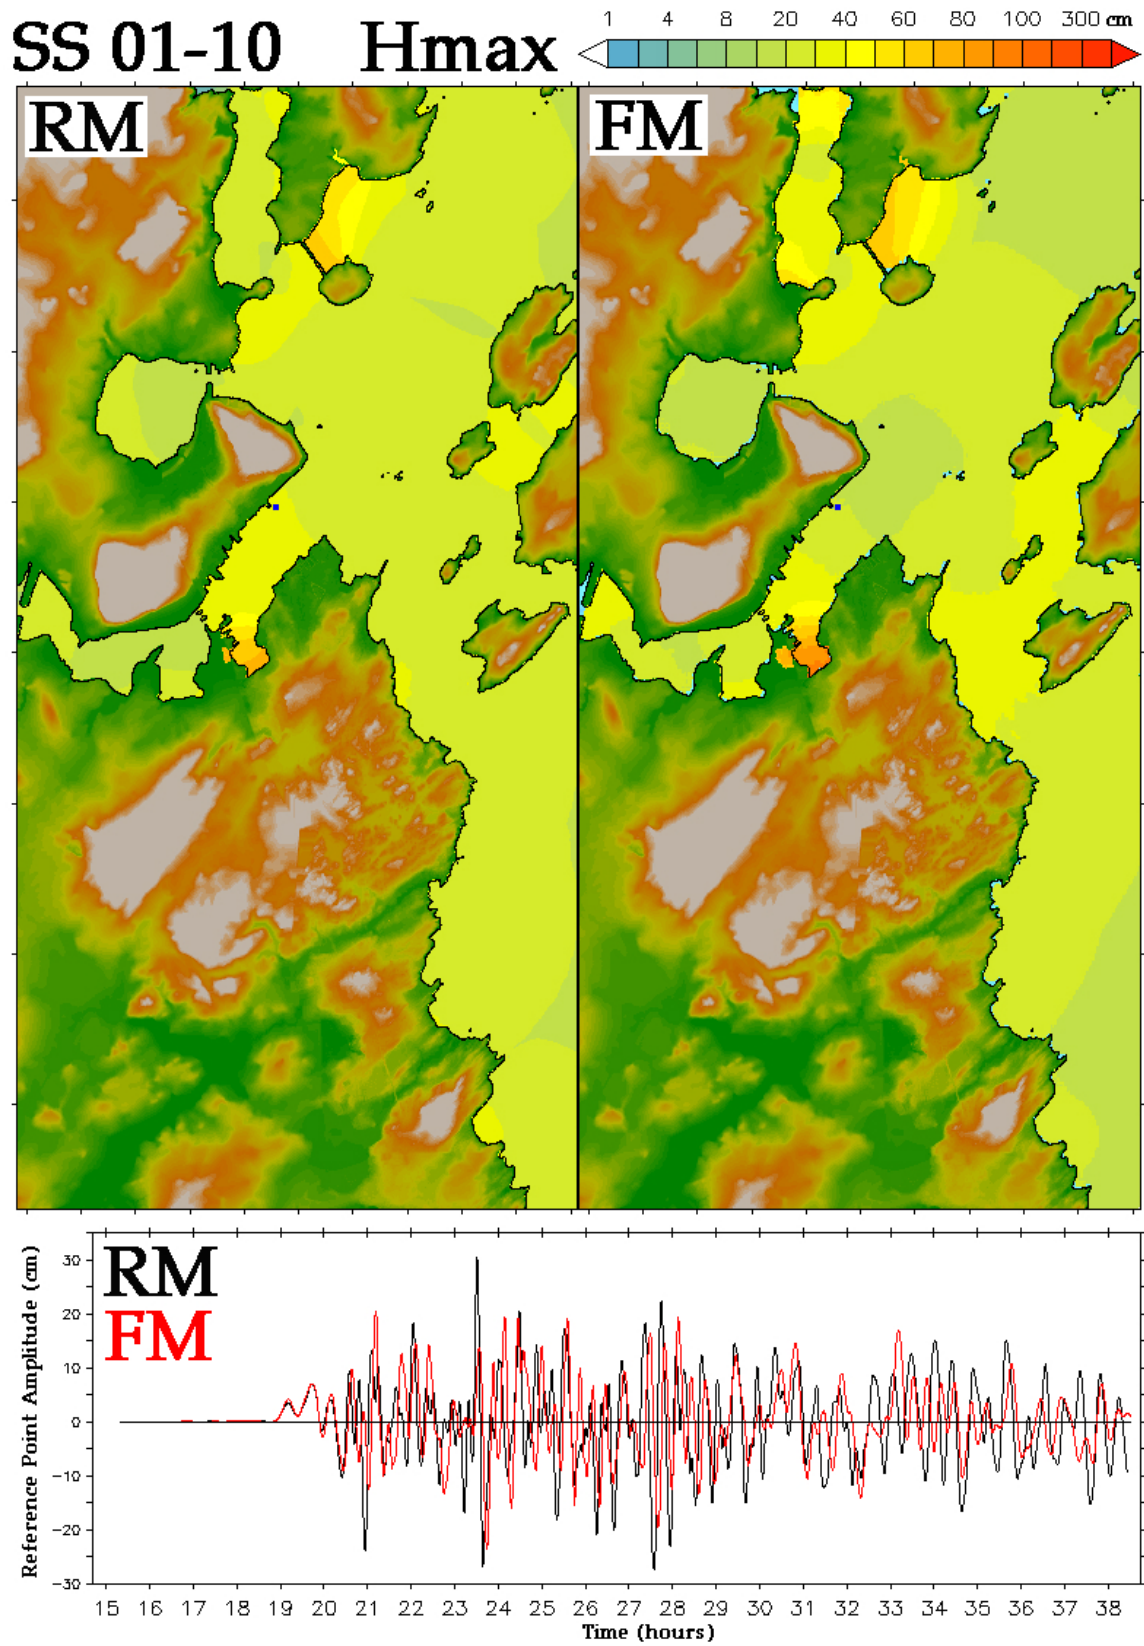 SS 01-10 Hmax
1 4 8 20 40 60 80 100 300 cm
RM
FM
RM
FM
Reference Point Amplitude (cm)
30
20
10
0
-10
-20
-30
15 16 17 18 19 20 21 22 23 24 25 26 27 28 29 30 31 32 33 34 35 36 37 38
Time (hours)